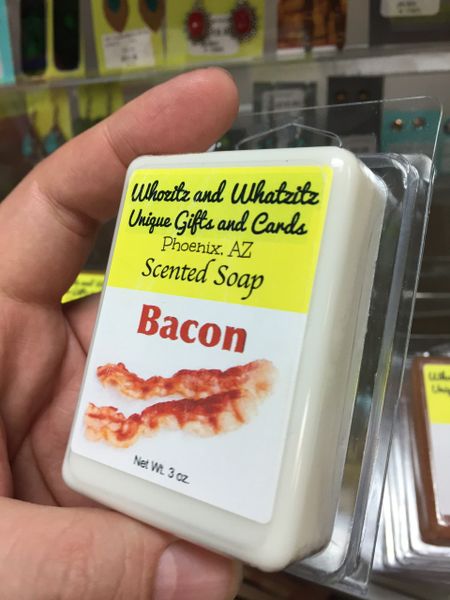 Whozitz and Whatzitz
Unique Gifts and Cards
Phoenix, AZ
Scented Soap
Bacon
Net Wt. 3 oz.